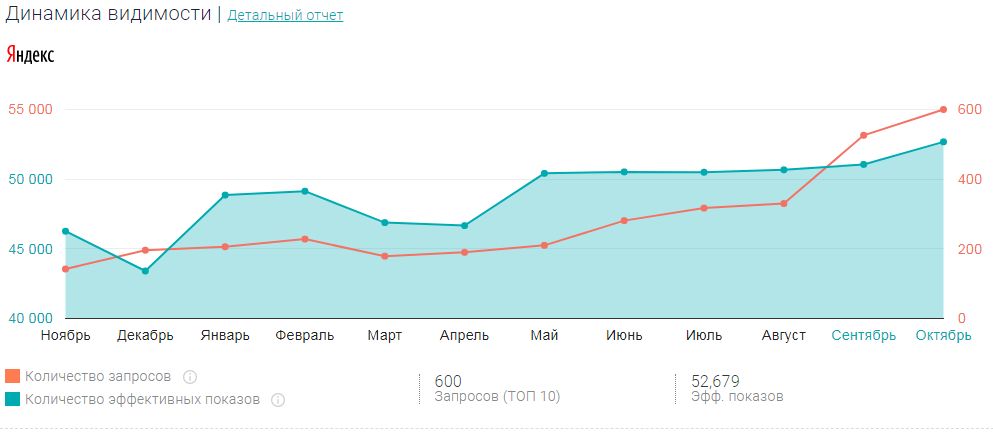 Динамика видимости | Детальный отчет
Яндекс
55 000 600
50 000 400
45 000 200
40 000 0
Ноябрь Декабрь Январь Февраль Март Апрель Май Июнь Июль Август Сентябрь Октябрь
Количество запросов
Количество эффективных показов
600
Запросов (ТОП 10)
52,679
Эфф. показов